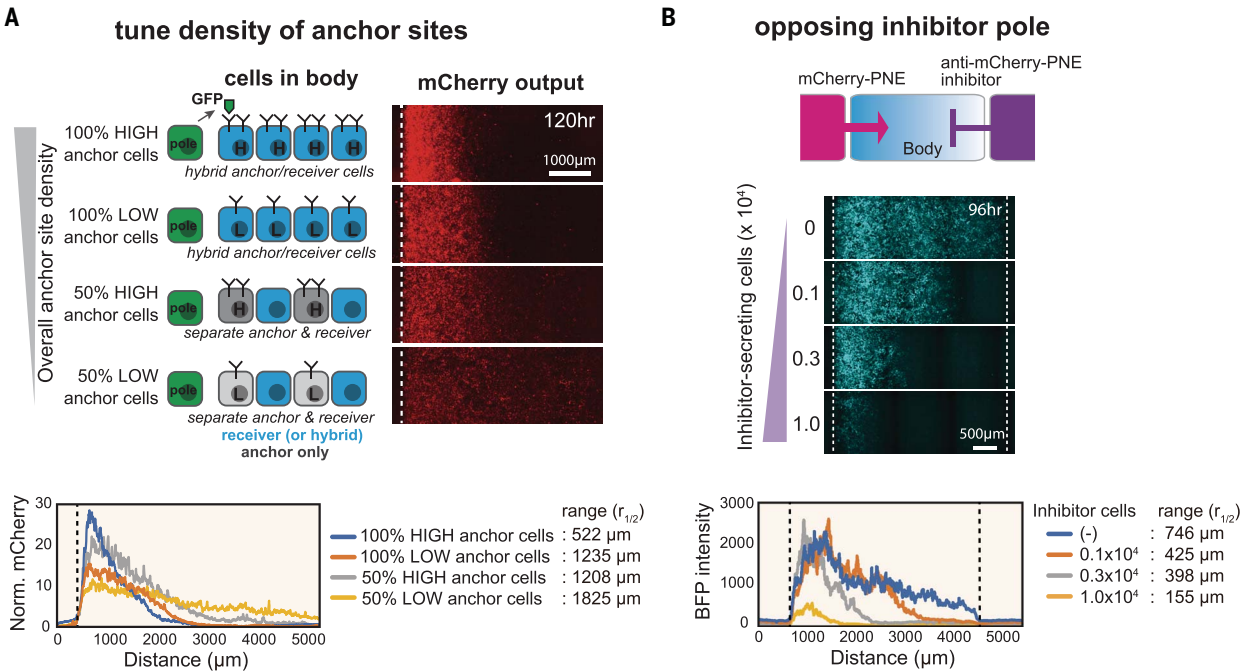 A
tune density of anchor sites
cells in body
mCherry output
GFP
Overall anchor site density
100% HIGH
anchor cells
pole
H H H H
hybrid anchor/receiver cells
120hr
1000µm
100% LOW
anchor cells
pole
L L L L
hybrid anchor/receiver cells
50% HIGH
anchor cells
pole
H H
separate anchor & receiver
50% LOW
anchor cells
pole
L L
separate anchor & receiver
receiver (or hybrid)
anchor only
Norm. mCherry
30
20
10
0
0 1000 2000 3000 4000 5000
Distance (µm)
range (r1/2)
100% HIGH anchor cells : 522 µm
100% LOW anchor cells : 1235 µm
50% HIGH anchor cells : 1208 µm
50% LOW anchor cells : 1825 µm
B
opposing inhibitor pole
mCherry-PNE
anti-mCherry-PNE
inhibitor
Body
Inhibitor-secreting cells (x 10⁴)
0
96hr
0.1
0.3
1.0
500µm
BFP intensity
3000
2000
1000
0
0 1000 2000 3000 4000 5000
Distance (µm)
Inhibitor cells range (r1/2)
(-) : 746 µm
0.1x10⁴ : 425 µm
0.3x10⁴ : 398 µm
1.0x10⁴ : 155 µm